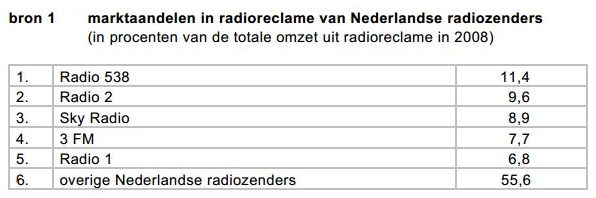 bron 1 marktaandelen in radioreclame van Nederlandse radiozenders
(in procenten van de totale omzet uit radioreclame in 2008)
1. Radio 538 11,4
2. Radio 2 9,6
3. Sky Radio 8,9
4. 3 FM 7,7
5. Radio 1 6,8
6. overige Nederlandse radiozenders 55,6